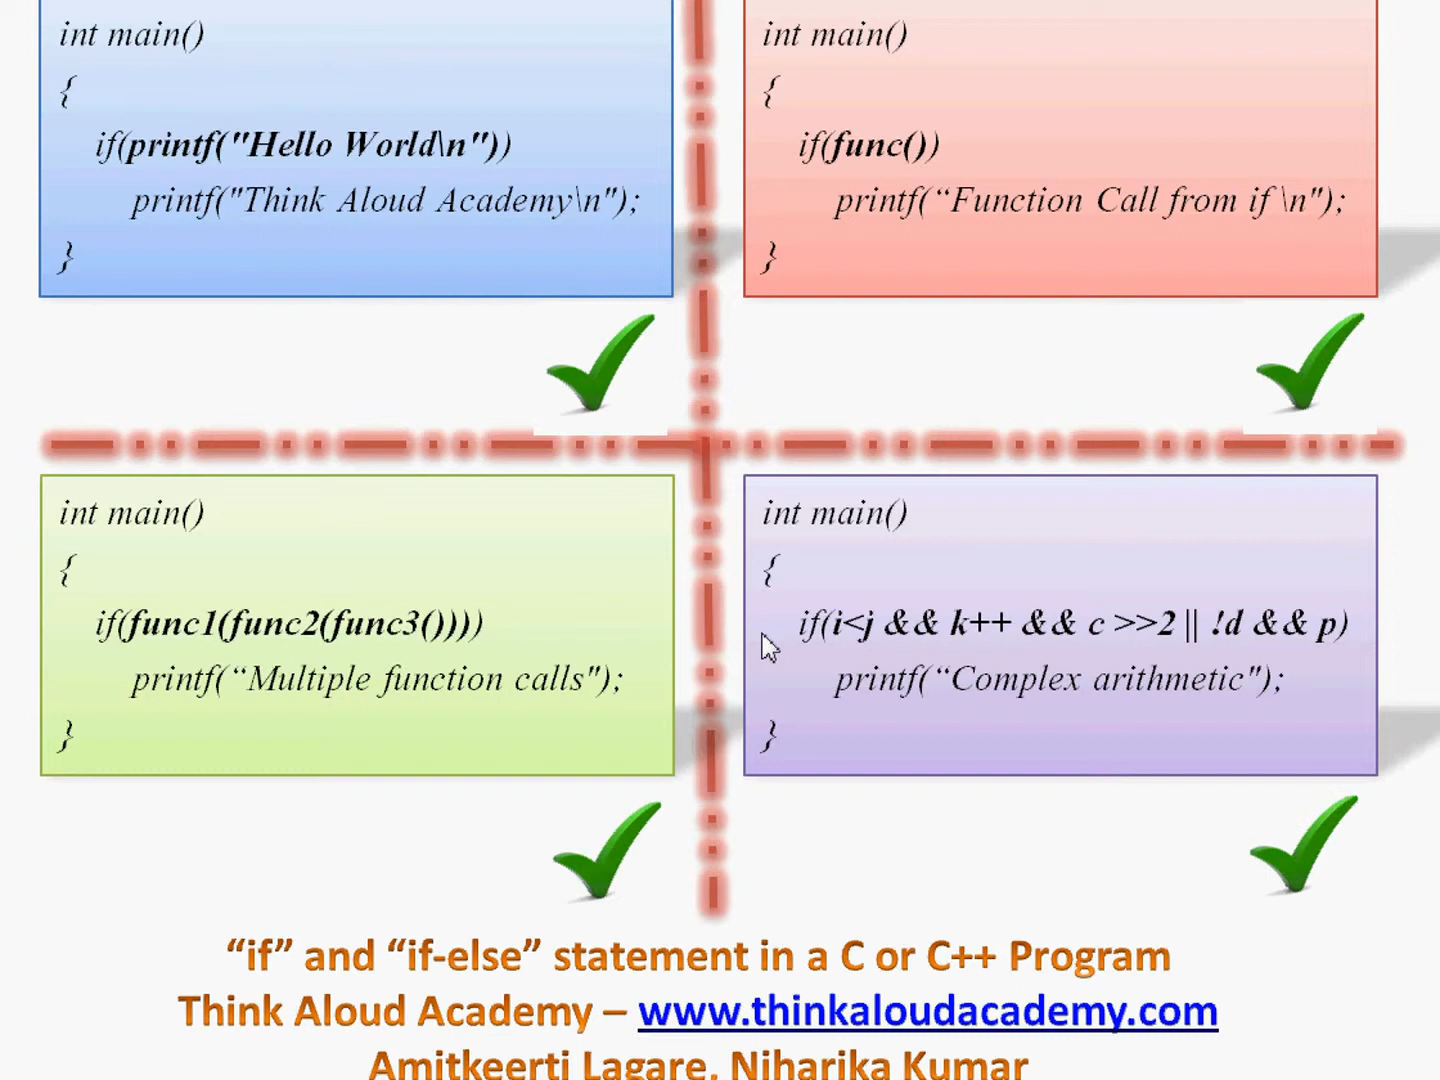 int main()
{
if(printf("Hello World\n"))
printf("Think Aloud Academy\n");
}
int main()
{
if(func())
printf(“Function Call from if \n");
}
int main()
{
if(func1(func2(func3())))
printf(“Multiple function calls");
}
int main()
{
if(i<j && k++ && c >>2 || !d && p)
printf(“Complex arithmetic");
}
“if” and “if-else” statement in a C or C++ Program
Think Aloud Academy – www.thinkaloudacademy.com
Amitkeerti Lagare, Niharika Kumar